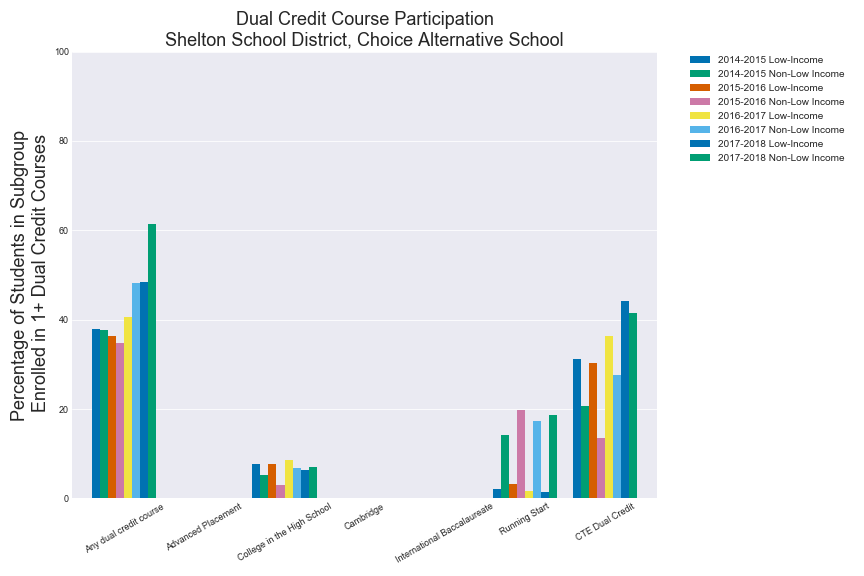 Dual Credit Course Participation
Shelton School District, Choice Alternative School
Percentage of Students in Subgroup
Enrolled in 1+ Dual Credit Courses
100
80
60
40
20
0
Any dual credit course
Advanced Placement
College in the High School
Cambridge
International Baccalaureate
Running Start
CTE Dual Credit
2014-2015 Low-Income
2014-2015 Non-Low Income
2015-2016 Low-Income
2015-2016 Non-Low Income
2016-2017 Low-Income
2016-2017 Non-Low Income
2017-2018 Low-Income
2017-2018 Non-Low Income